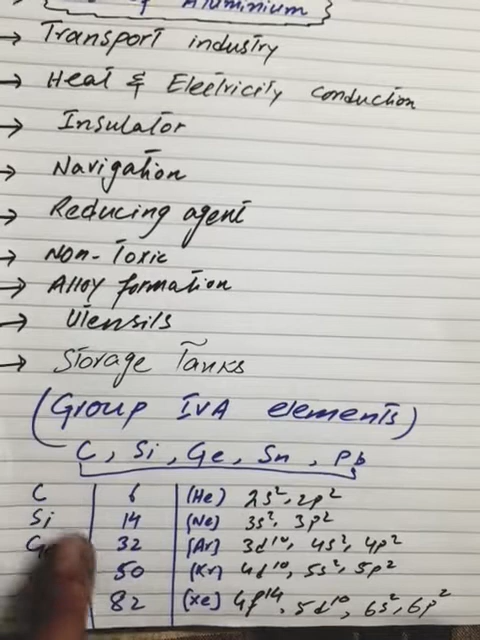 Aluminium}
→ Transport industry
→ Heat & Electricity conduction
→ Insulator
→ Navigation
→ Reducing agent
→ Non-Toxic
→ Alloy formation
→ Utensils
→ Storage Tanks
(Group IVA elements)
C, Si, Ge, Sn, Pb
C | 6 | (He) 2s², 2p²
Si | 14 | (Ne) 3s², 3p²
32 | [Ar] 3d¹⁰, 4s², 4p²
50 | (Kr) 4d¹⁰, 5s², 5p²
82 | [Xe] 4f¹⁴, 5d¹⁰, 6s², 6p²